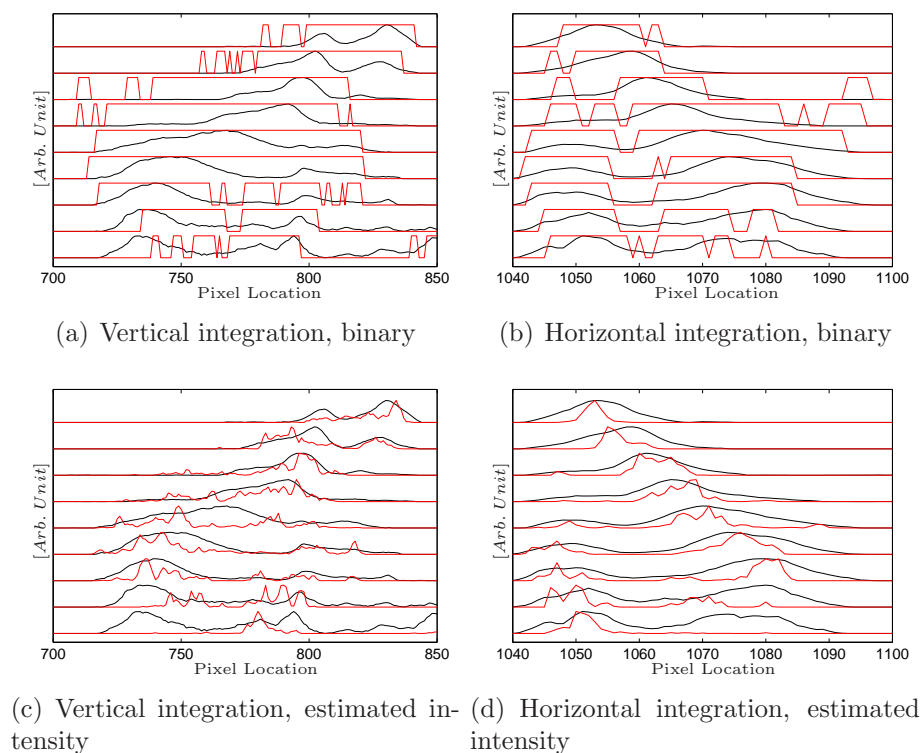 [Arb. Unit]
700 750 800 850
Pixel Location
(a) Vertical integration, binary
[Arb. Unit]
1040 1050 1060 1070 1080 1090 1100
Pixel Location
(b) Horizontal integration, binary
[Arb. Unit]
700 750 800 850
Pixel Location
(c) Vertical integration, estimated in-
tensity
[Arb. Unit]
1040 1050 1060 1070 1080 1090 1100
Pixel Location
(d) Horizontal integration, estimated
intensity